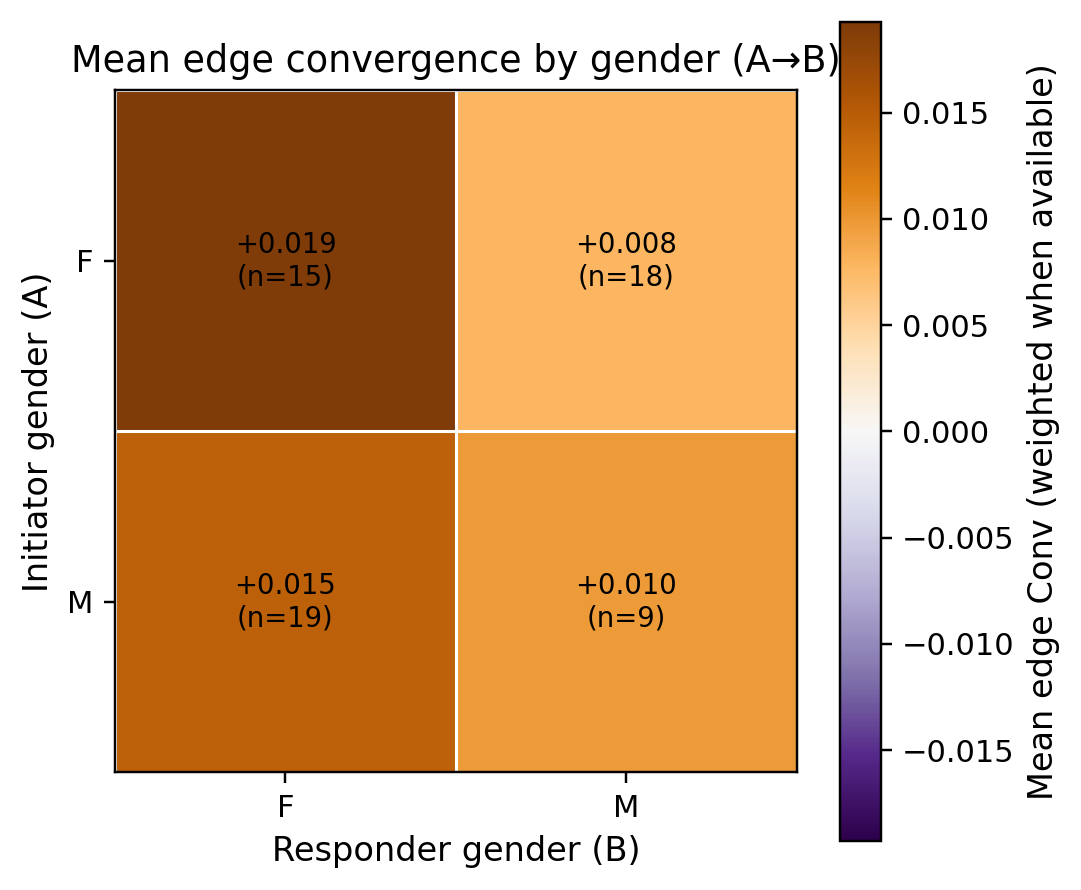 Mean edge convergence by gender (A→B)
Initiator gender (A)
F
M
+0.019
(n=15)
+0.008
(n=18)
+0.015
(n=19)
+0.010
(n=9)
F
M
Responder gender (B)
0.015
0.010
0.005
0.000
−0.005
−0.010
−0.015
Mean edge Conv (weighted when available)